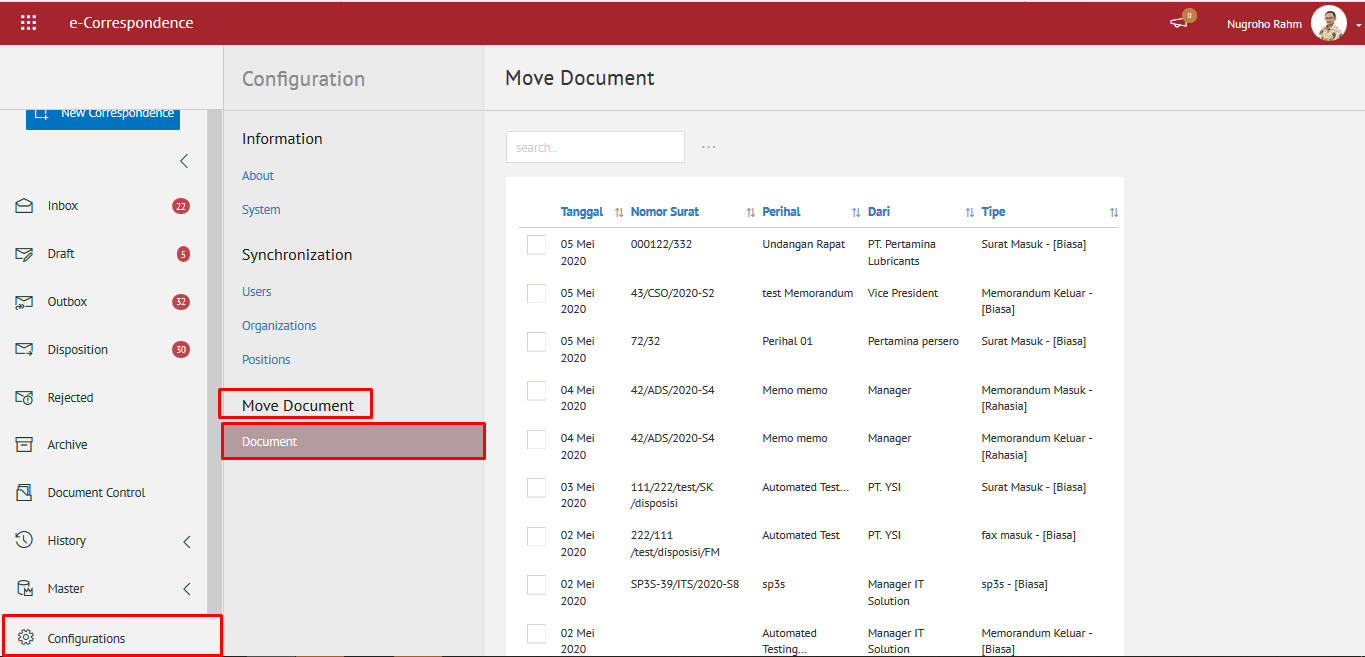 e-Correspondence
0
Nugroho Rahm
New Correspondence
Inbox 22
Draft 5
Outbox 32
Disposition 30
Rejected
Archive
Document Control
History
Master
Configurations
Configuration
Information
About
System
Synchronization
Users
Organizations
Positions
Move Document
Document
Move Document
search..
...
Tanggal Nomor Surat Perihal Dari Tipe
05 Mei 000122/332 Undangan Rapat PT. Pertamina Surat Masuk - [Biasa]
2020 Lubricants
05 Mei 43/CSO/2020-S2 test Memorandum Vice President Memorandum Keluar -
2020 [Biasa]
05 Mei 72/32 Perihal 01 Pertamina persero Surat Masuk - [Biasa]
2020
04 Mei 42/ADS/2020-S4 Memo memo Manager Memorandum Masuk -
2020 [Rahasia]
04 Mei 42/ADS/2020-S4 Memo memo Manager Memorandum Keluar -
2020 [Rahasia]
03 Mei 111/222/test/SK Automated Test... PT. YSI Surat Masuk - [Biasa]
2020 /disposisi
02 Mei 222/111 Automated Test PT. YSI fax masuk - [Biasa]
2020 /test/disposisi/FM
02 Mei SP3S-39/ITS/2020-S8 sp3s Manager IT sp3s - [Biasa]
2020 Solution
02 Mei Automated Manager IT Memorandum Keluar -
2020 Testing... Solution [Biasa]